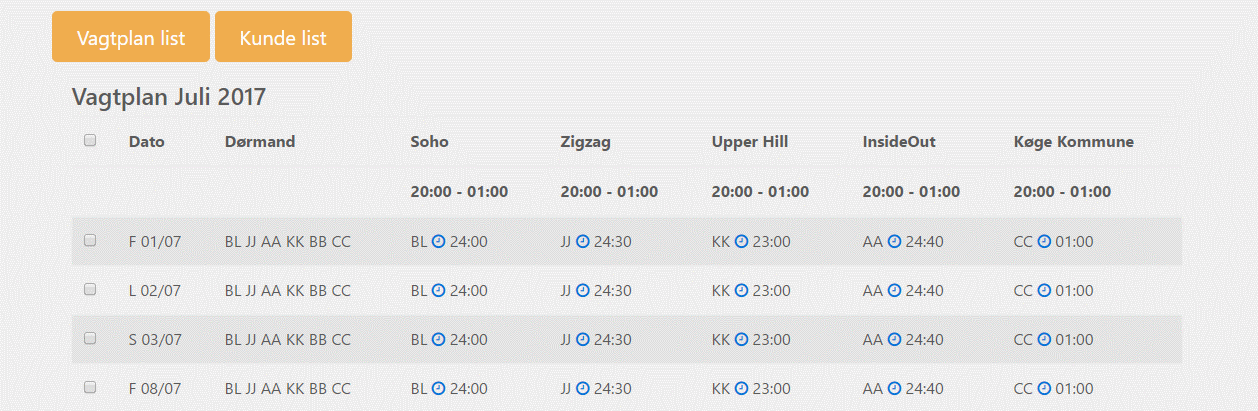 Vagtplan list Kunde list
Vagtplan Juli 2017
Dato Dørmand Soho Zigzag Upper Hill InsideOut Køge Kommune
20:00 - 01:00 20:00 - 01:00 20:00 - 01:00 20:00 - 01:00 20:00 - 01:00
F 01/07 BL JJ AA KK BB CC BL 24:00 JJ 24:30 KK 23:00 AA 24:40 CC 01:00
L 02/07 BL JJ AA KK BB CC BL 24:00 JJ 24:30 KK 23:00 AA 24:40 CC 01:00
S 03/07 BL JJ AA KK BB CC BL 24:00 JJ 24:30 KK 23:00 AA 24:40 CC 01:00
F 08/07 BL JJ AA KK BB CC BL 24:00 JJ 24:30 KK 23:00 AA 24:40 CC 01:00